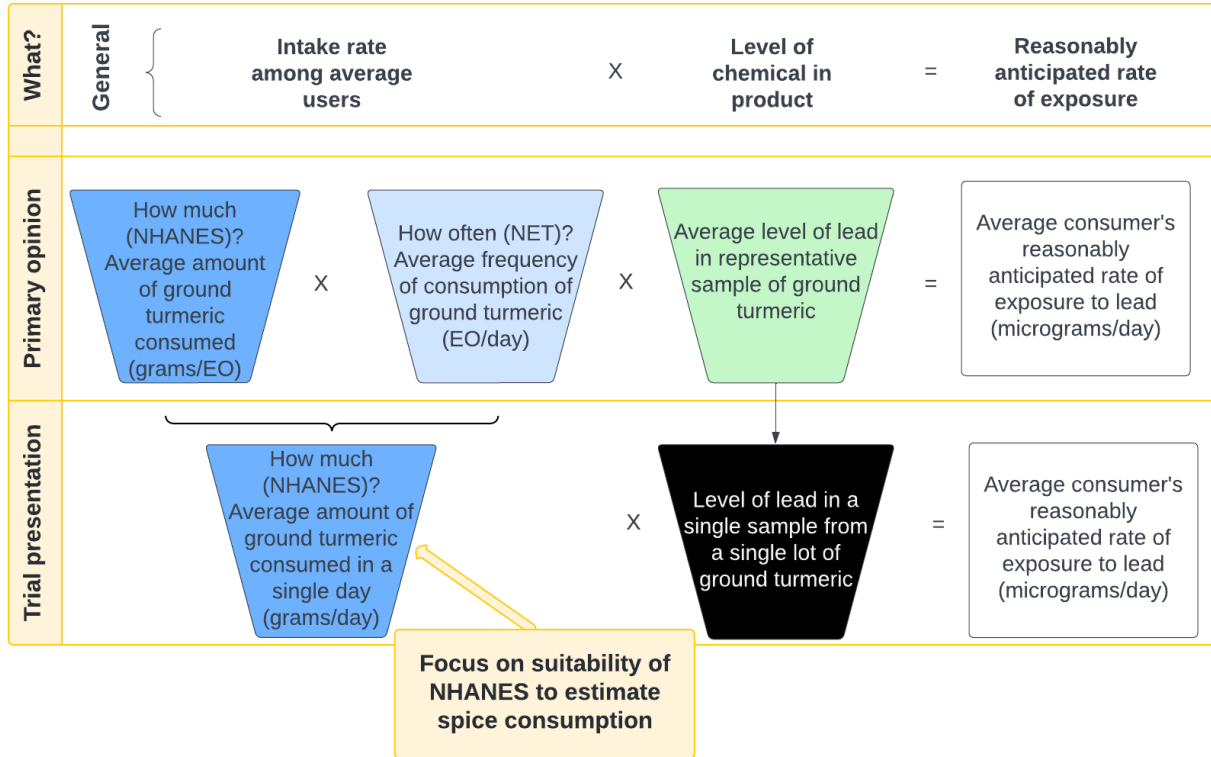 What?
General
Intake rate
among average
users
X
Level of
chemical in
product
=
Reasonably
anticipated rate
of exposure
Primary opinion
How much
(NHANES)?
Average amount
of ground
turmeric
consumed
(grams/EO)
X
How often (NET)?
Average frequency
of consumption of
ground turmeric
(EO/day)
X
Average level of lead
in representative
sample of ground
turmeric
=
Average consumer's
reasonably
anticipated rate of
exposure to lead
(micrograms/day)
Trial presentation
How much
(NHANES)?
Average amount of
ground turmeric
consumed in a
single day
(grams/day)
X
Level of lead in a
single sample from
a single lot of
ground turmeric
=
Average consumer's
reasonably
anticipated rate of
exposure to lead
(micrograms/day)
Focus on suitability of
NHANES to estimate
spice consumption